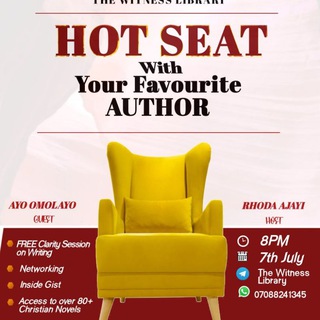 THE WITNESS LIBRARY
HOT SEAT
With
Your Favourite
AUTHOR
AYO OMOLAYO
GUEST
RHODA AJAYI
HOST
FREE Clarity Session
on Writing
Networking
Inside Gist
Access to over 80+
Christian Novels
8PM
7th July
The Witness
Library
07088241345